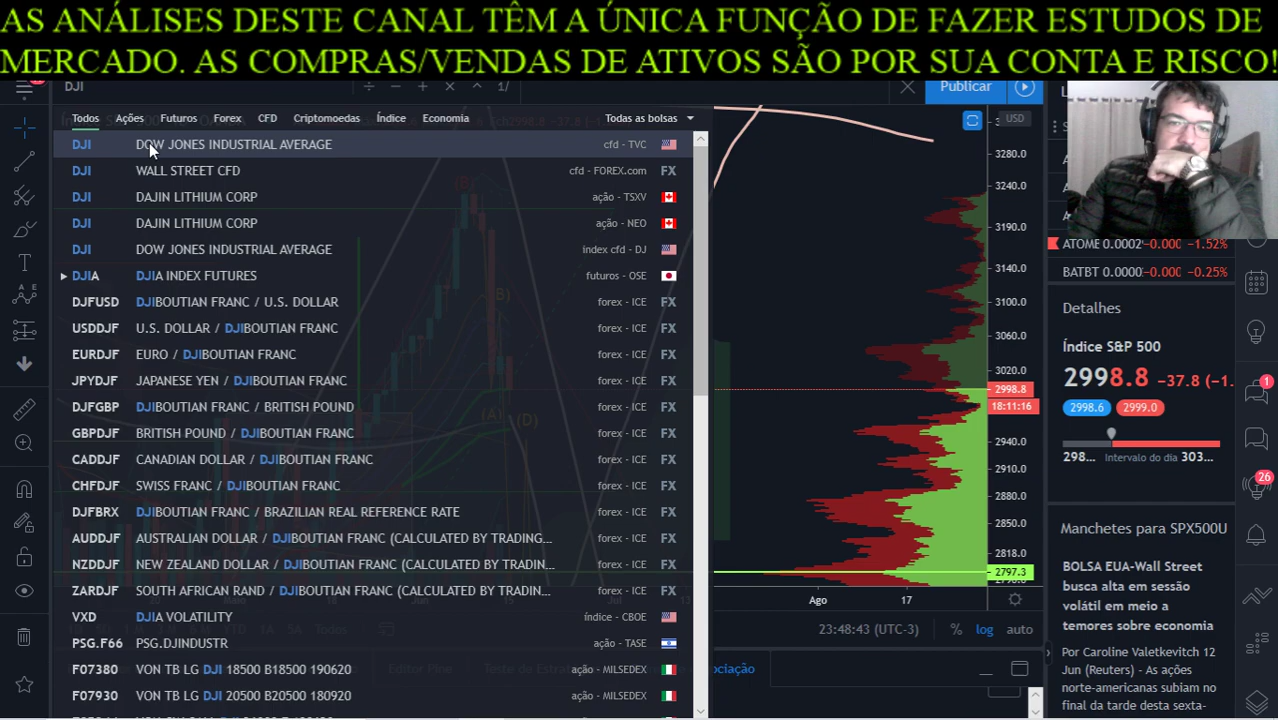 AS ANÁLISES DESTE CANAL TÊM A ÚNICA FUNÇÃO DE FAZER ESTUDOS DE
MERCADO. AS COMPRAS/VENDAS DE ATIVOS SÃO POR SUA CONTA E RISCO!
DJI
Publicar
Todos Ações Futuros Forex CFD Criptomoedas Índice Economia Todas as bolsas
USD
DJI DOW JONES INDUSTRIAL AVERAGE cfd - TVC
DJI WALL STREET CFD cfd - FOREX.com FX
DJI DAJIN LITHIUM CORP ação - TSXV
DJI DAJIN LITHIUM CORP ação - NEO
DJI DOW JONES INDUSTRIAL AVERAGE index cfd - DJ
DJIA DJIA INDEX FUTURES futuros - OSE
DJFUSD DJIBOUTIAN FRANC / U.S. DOLLAR forex - ICE FX
USDDJF U.S. DOLLAR / DJIBOUTIAN FRANC forex - ICE FX
EURDJF EURO / DJIBOUTIAN FRANC forex - ICE FX
JPYDJF JAPANESE YEN / DJIBOUTIAN FRANC forex - ICE FX
DJFGBP DJIBOUTIAN FRANC / BRITISH POUND forex - ICE FX
GBPDJF BRITISH POUND / DJIBOUTIAN FRANC forex - ICE FX
CADDJF CANADIAN DOLLAR / DJIBOUTIAN FRANC forex - ICE FX
CHFDJF SWISS FRANC / DJIBOUTIAN FRANC forex - ICE FX
DJFBRX DJIBOUTIAN FRANC / BRAZILIAN REAL REFERENCE RATE forex - ICE FX
AUDDJF AUSTRALIAN DOLLAR / DJIBOUTIAN FRANC (CALCULATED BY TRADING... forex - ICE FX
NZDDJF NEW ZEALAND DOLLAR / DJIBOUTIAN FRANC (CALCULATED BY TRADIN... forex - ICE FX
ZARDJF SOUTH AFRICAN RAND / DJIBOUTIAN FRANC (CALCULATED BY TRADIN... forex - ICE FX
VXD DJIA VOLATILITY índice - CBOE
PSG.F66 PSG.DJINDUSTR ação - TASE
F07380 VON TB LG DJI 18500 B18500 190620 ação - MILSEDEX
F07930 VON TB LG DJI 20500 B20500 180920 ação - MILSEDEX
3280.0
3240.0
3190.0
3140.0
3100.0
3060.0
3020.0
2998.8
18:11:16
2940.0
2910.0
2880.0
2850.0
2818.0
2797.3
Ago 17
23:48:43 (UTC-3) % log auto
ATOME 0.0002 -0.000 -1.52%
BATBT 0.0000 -0.000 -0.25%
Detalhes
Índice S&P 500
2998.8 -37.8 (-1.
2998.6 2999.0
298... Intervalo do dia 303...
Manchetes para SPX500U
BOLSA EUA-Wall Street
busca alta em sessão
volátil em meio a
temores sobre economia
Por Caroline Valetkevitch 12
Jun (Reuters) - As ações
norte-americanas subiam no
final da tarde desta sexta-
1
26